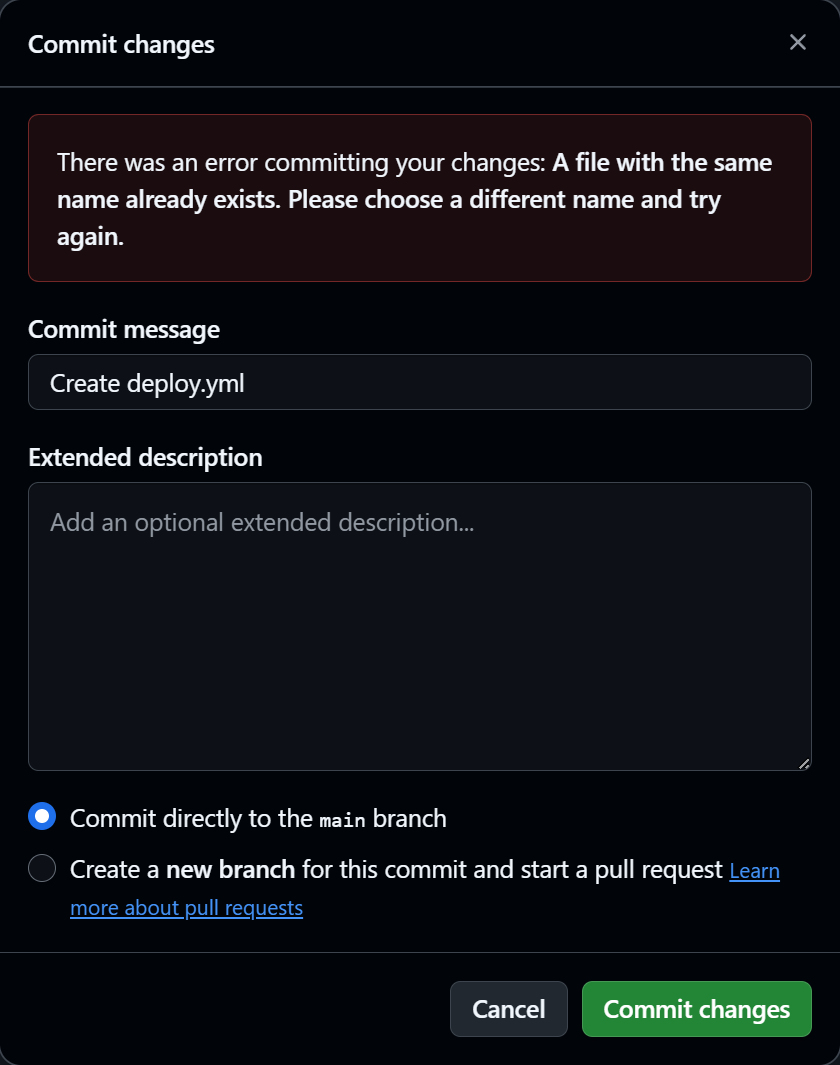 Commit changes
There was an error committing your changes: A file with the same
name already exists. Please choose a different name and try
again.
Commit message
Create deploy.yml
Extended description
Add an optional extended description...
Commit directly to the main branch
Create a new branch for this commit and start a pull request Learn
more about pull requests
Cancel
Commit changes